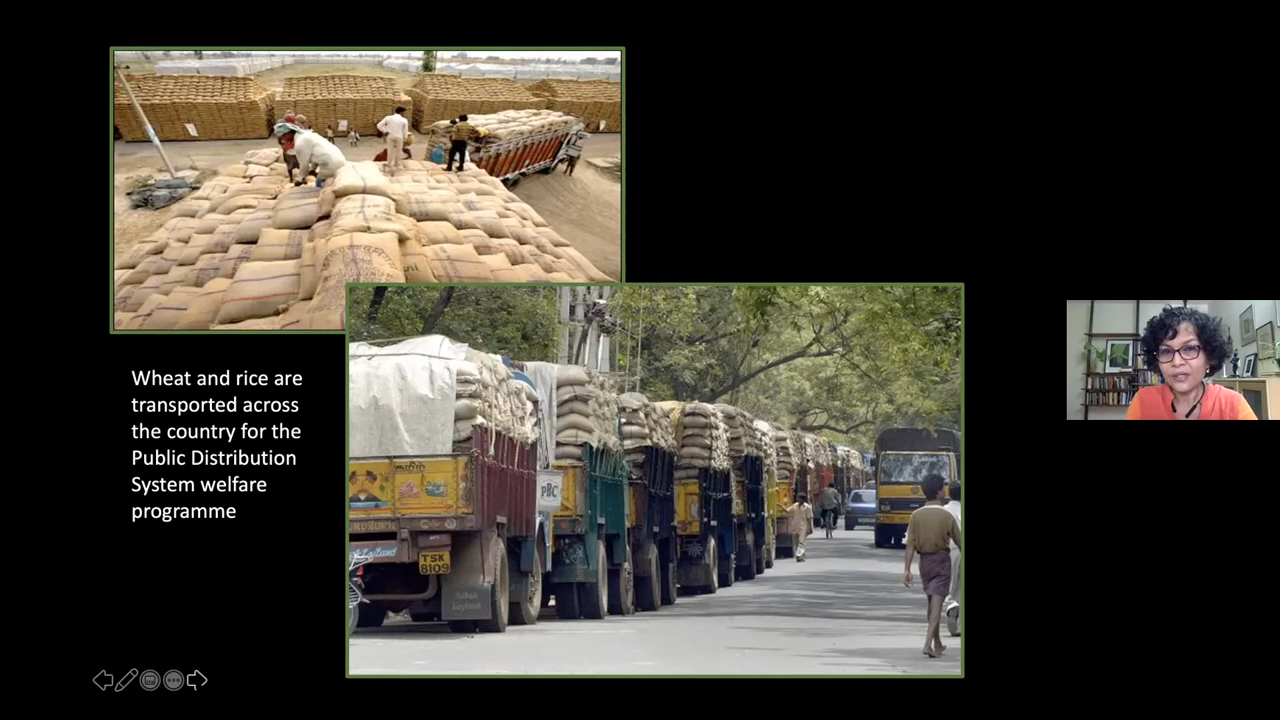 Wheat and rice are
transported across
the country for the
Public Distribution
System welfare
programme
PBC
TSK
8109